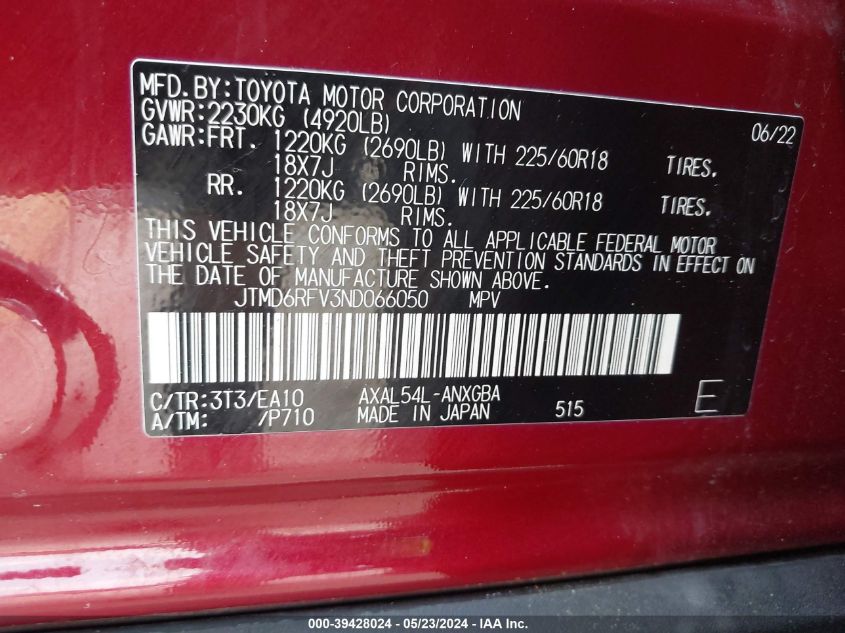 MFD.BY:TOYOTA MOTOR CORPORATION 06/22
GVWR:2230KG (4920LB)
GAWR:FRT. 1220KG (2690LB) WITH 225/60R18 TIRES.
18X7J RIMS.
RR. 1220KG (2690LB) WITH 225/60R18 TIRES.
18X7J RIMS.
THIS VEHICLE CONFORMS TO ALL APPLICABLE FEDERAL MOTOR
VEHICLE SAFETY AND THEFT PREVENTION STANDARDS IN EFFECT ON
THE DATE OF MANUFACTURE SHOWN ABOVE.
JTMD6RFV3ND066050 MPV
C/TR:3T3/EA10 AXAL54L-ANXGBA
A/TM: /P710 MADE IN JAPAN 515 E
000-39428024 - 05/23/2024 - IAA Inc.